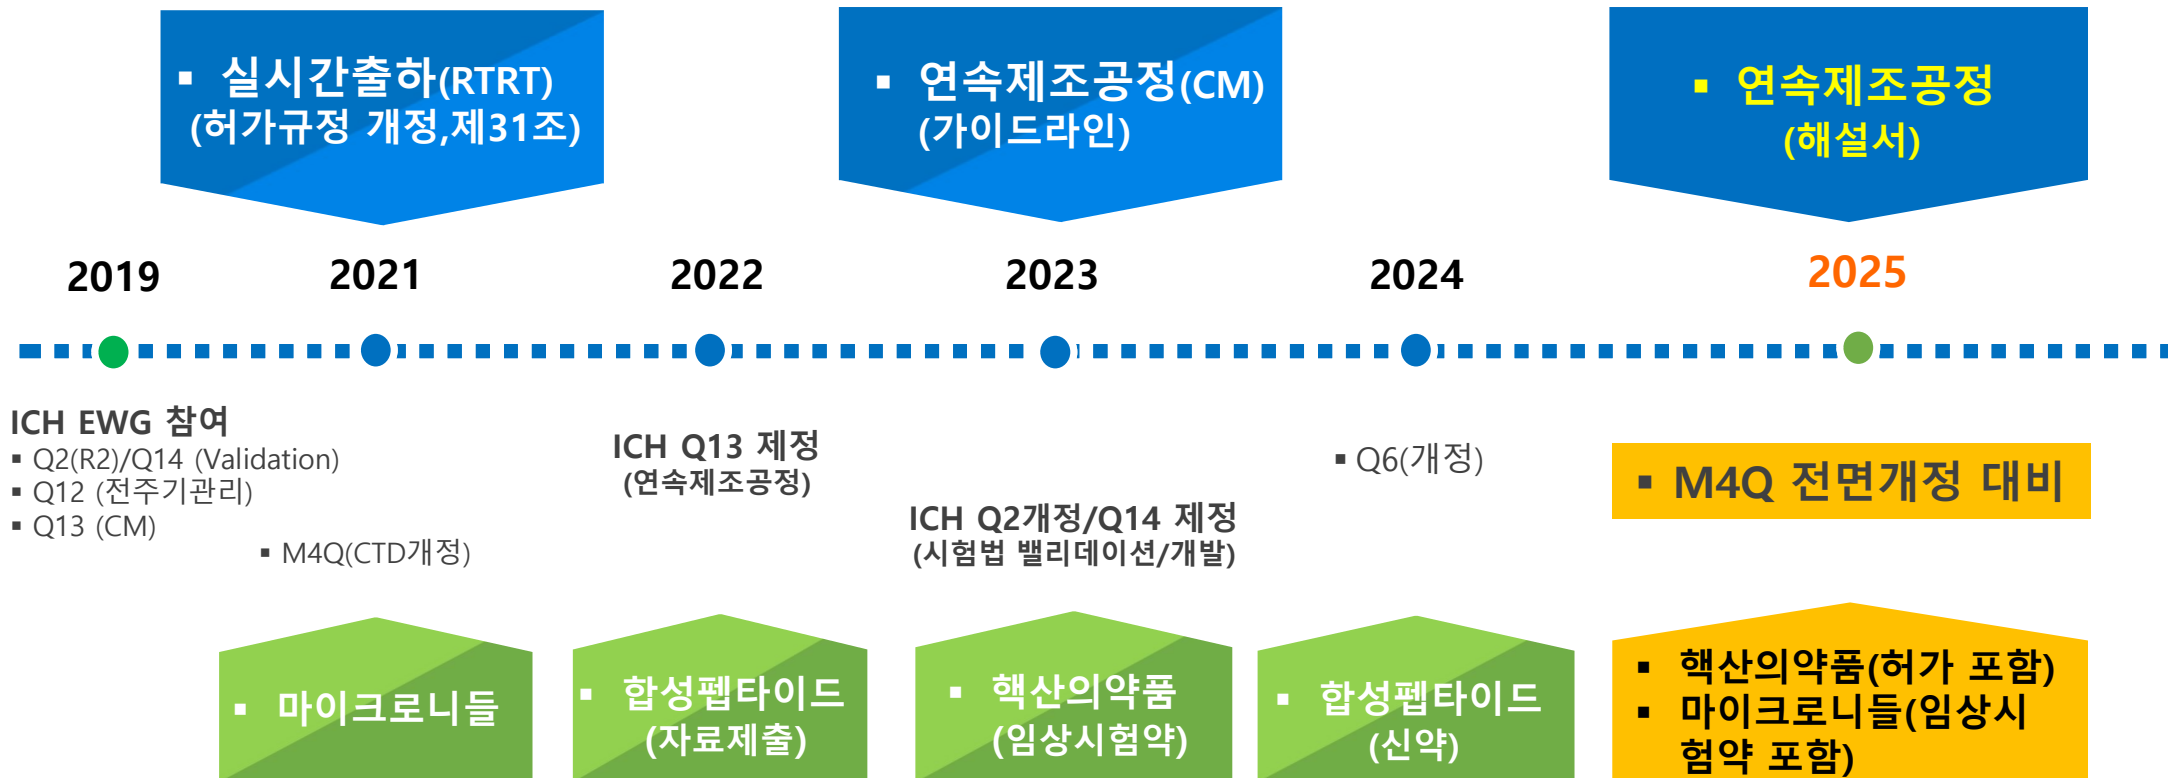 ▪ 실시간출하(RTRT)
(허가규정 개정,제31조)
▪ 연속제조공정(CM)
(가이드라인)
▪ 연속제조공정
(해설서)
2019
2021
2022
2023
2024
2025
ICH EWG 참여
▪ Q2(R2)/Q14 (Validation)
▪ Q12 (전주기관리)
▪ Q13 (CM)
▪ M4Q(CTD개정)
ICH Q13 제정
(연속제조공정)
ICH Q2개정/Q14 제정
(시험법 밸리데이션/개발)
▪ Q6(개정)
▪ M4Q 전면개정 대비
▪ 마이크로니들
▪ 합성펩타이드
(자료제출)
▪ 핵산의약품
(임상시험약)
▪ 합성펩타이드
(신약)
▪ 핵산의약품(허가 포함)
▪ 마이크로니들(임상시
험약 포함)